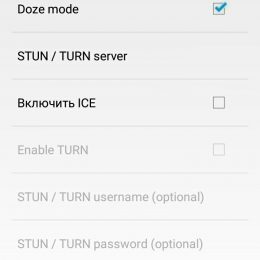 Doze mode
STUN / TURN server
Включить ICE
Enable TURN
STUN / TURN username (optional)
STUN / TURN password (optional)